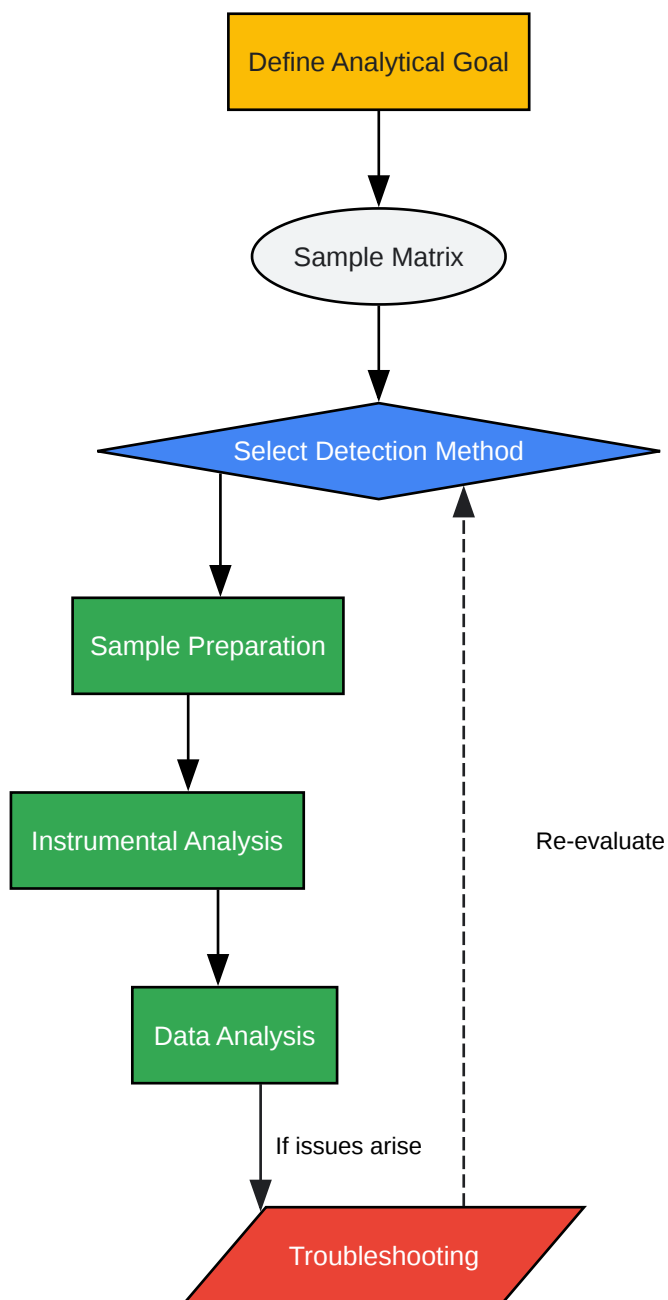 Define Analytical Goal
Sample Matrix
Select Detection Method
Sample Preparation
Instrumental Analysis
Re-evaluate
Data Analysis
If issues arise
Troubleshooting